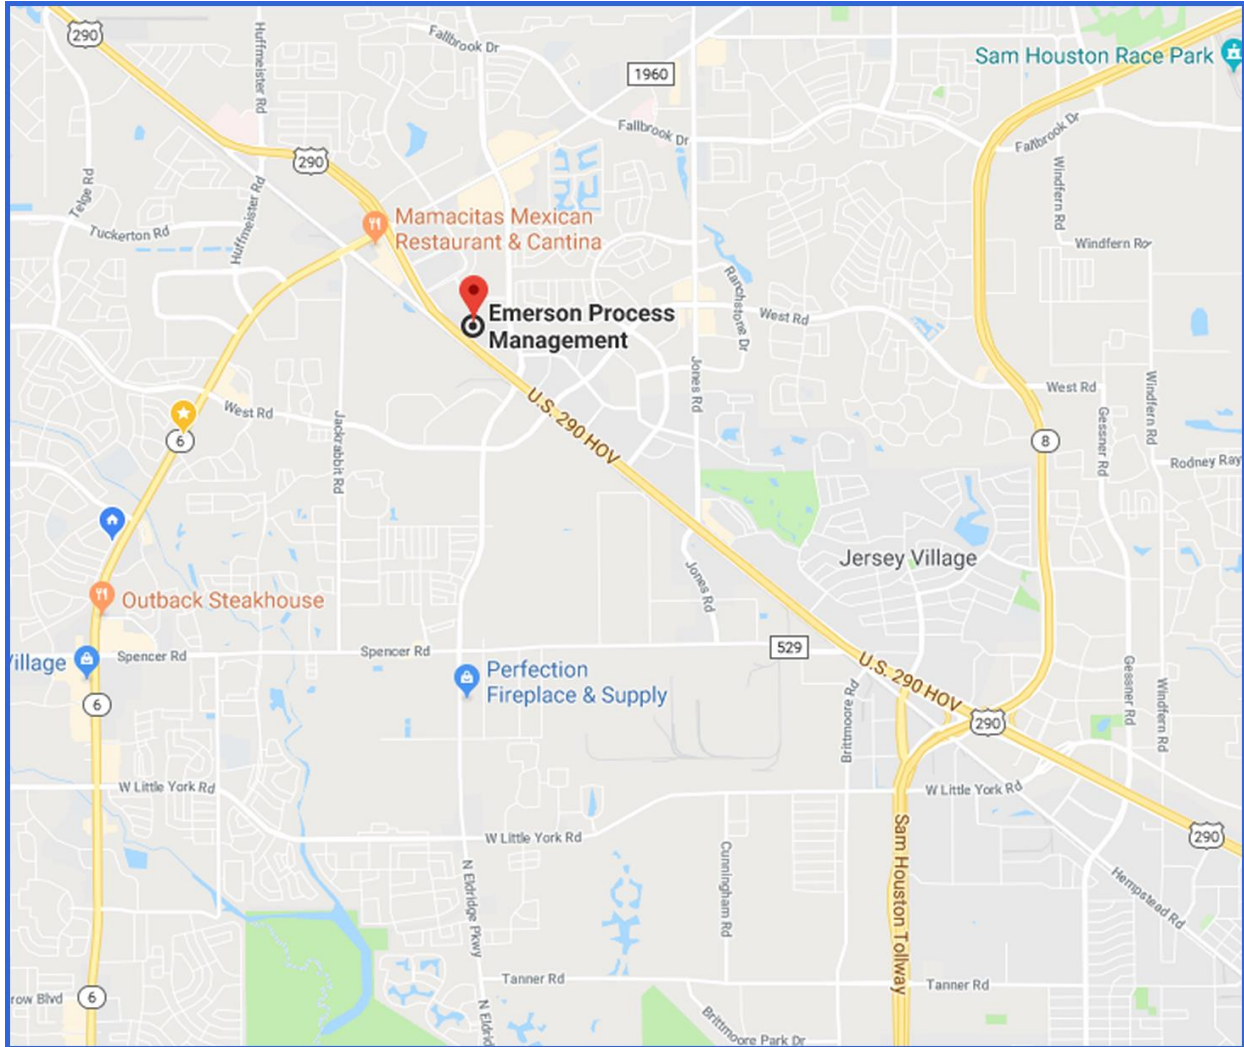 290
Huffmeister Rd
Fallbrook Dr
1960
Sam Houston Race Park
Fallbrook Dr
Fallbrook Dr
290
Telge Rd
Huffmeister Rd
Windfern Rd
Mamacitas Mexican
Restaurant & Cantina
Tuckerton Rd
Windfern Ro
Ranchstone Dr
Emerson Process
Management
West Rd
Jones Rd
West Rd
U.S. 290 HOV
West Rd
Jackrabbit Rd
Gessner Rd
Windfern Rd
6
8
Rodney Ray
Jersey Village
Jones Rd
Outback Steakhouse
529
Village
Spencer Rd
Spencer Rd
Perfection
Fireplace & Supply
U.S. 290 HOV
Brittmoore Rd
Gessner Rd
Windfern Rd
6
290
W Little York Rd
W Little York Rd
W Little York Rd
290
Cunningham Rd
Sam Houston Tollway
N Eldridge Pkwy
Hempstead Rd
Tanner Rd
Tanner Rd
row Blvd
6
N Eldrid
Brittmoore Park Dr